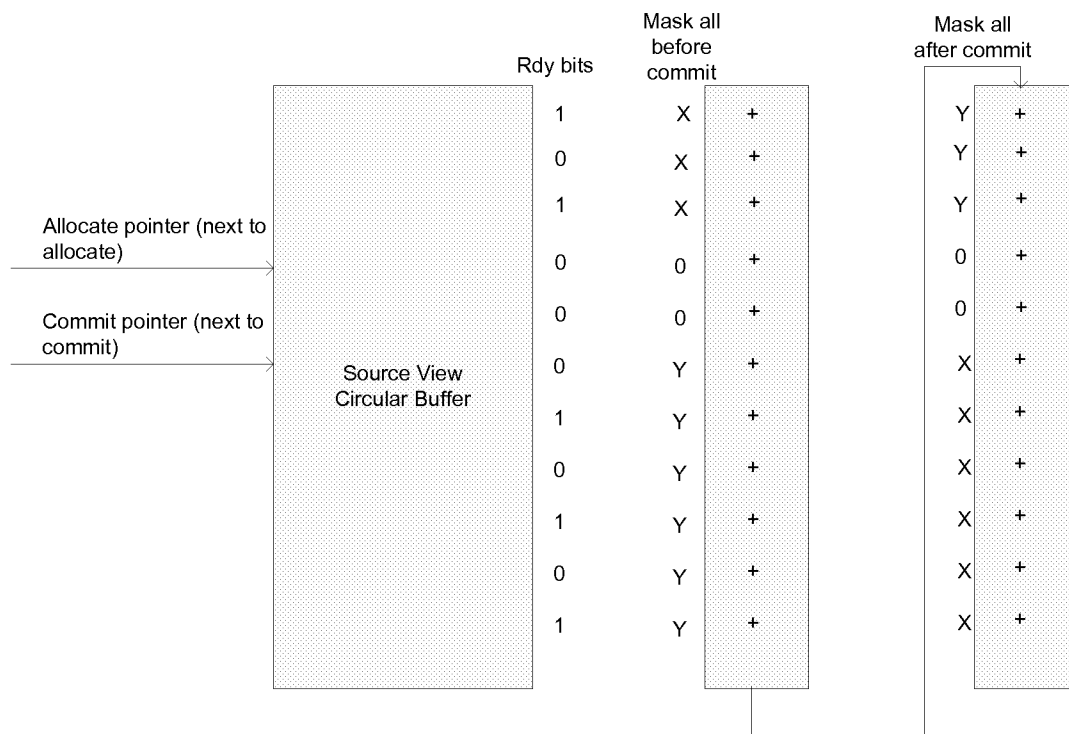 Mask all
before
commit
Mask all
after commit
Rdy bits
1 X + Y +
0 X + Y +
1 X + Y +
Allocate pointer (next to
allocate)
0 0 + 0 +
Commit pointer (next to
commit)
0 0 + 0 +
0 Y + X +
Source View
Circular Buffer
1 Y + X +
0 Y + X +
1 Y + X +
0 Y + X +
1 Y + X +